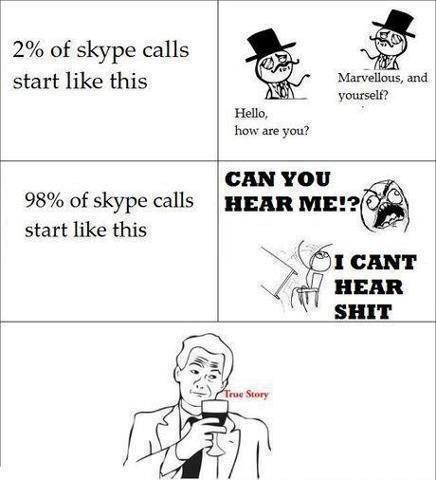 2% of skype calls
start like this
Hello,
how are you?
Marvellous, and
yourself?
98% of skype calls
start like this
CAN YOU
HEAR ME!?
I CANT
HEAR
SHIT
True Story